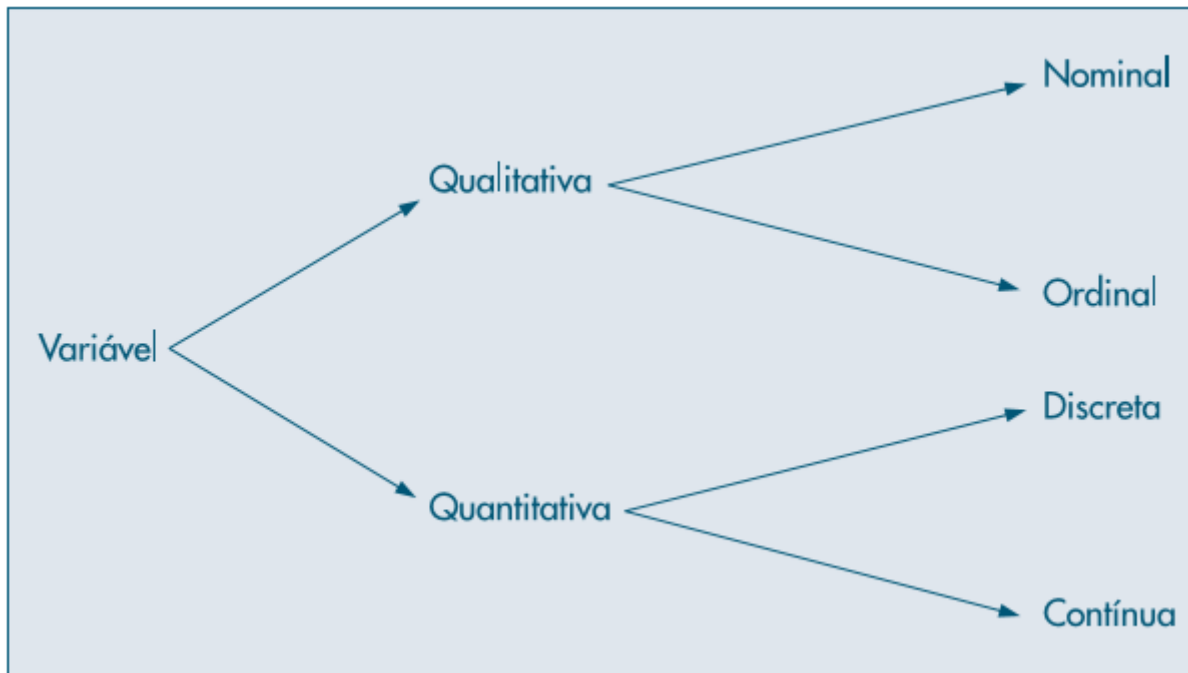 Nominal
Qualitativa
Ordinal
Variável
Discreta
Quantitativa
Contínua